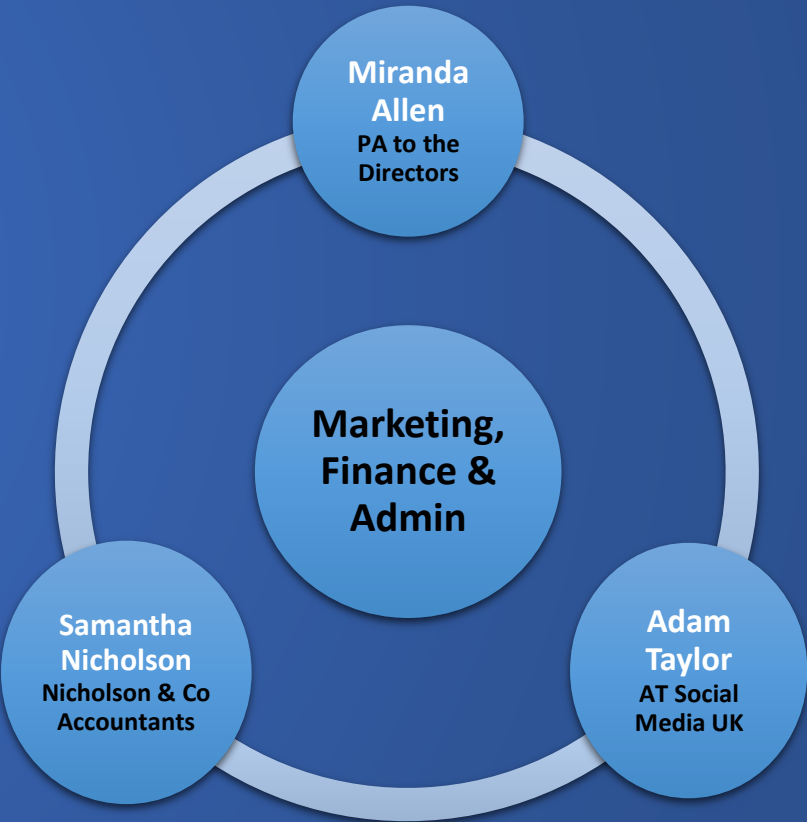 Miranda
Allen
PA to the
Directors
Marketing,
Finance &
Admin
Samantha
Nicholson
Nicholson & Co
Accountants
Adam
Taylor
AT Social
Media UK